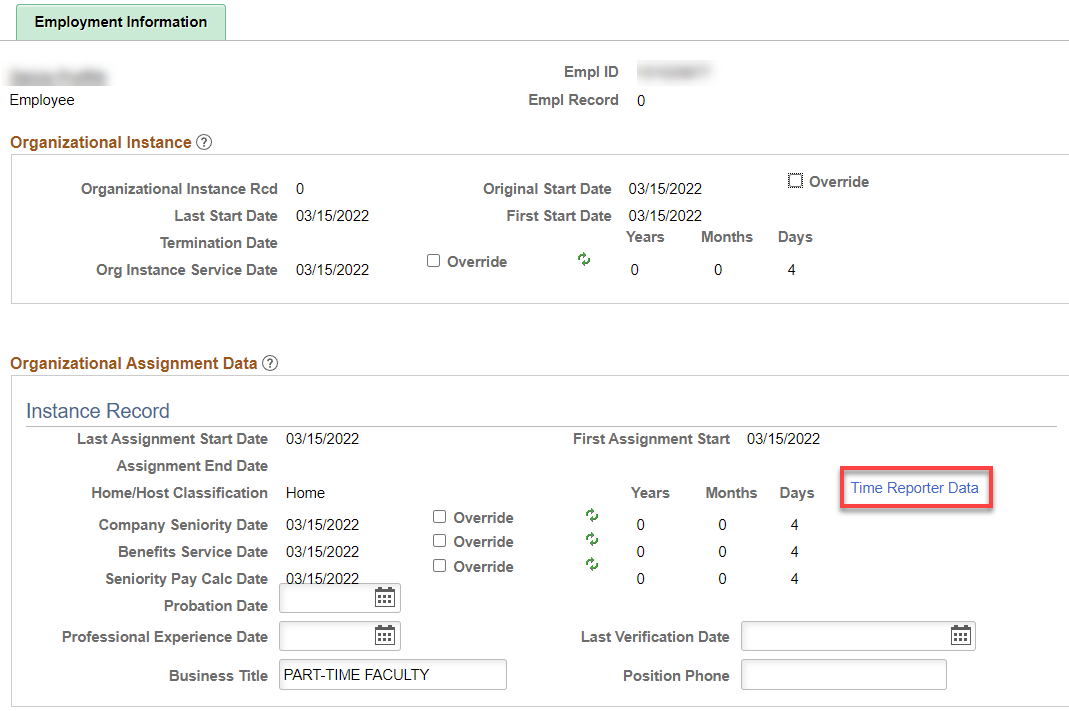 Employment Information
Empl ID
Employee
Empl Record 0
Organizational Instance ?
Organizational Instance Rcd 0 Original Start Date 03/15/2022 Override
Last Start Date 03/15/2022 First Start Date 03/15/2022
Termination Date Years Months Days
Org Instance Service Date 03/15/2022 Override 0 0 4
Organizational Assignment Data ?
Instance Record
Last Assignment Start Date 03/15/2022 First Assignment Start 03/15/2022
Assignment End Date
Home/Host Classification Home Years Months Days Time Reporter Data
Company Seniority Date 03/15/2022 Override 0 0 4
Benefits Service Date 03/15/2022 Override 0 0 4
Seniority Pay Calc Date 03/15/2022 Override 0 0 4
Probation Date
Professional Experience Date Last Verification Date
Business Title PART-TIME FACULTY Position Phone